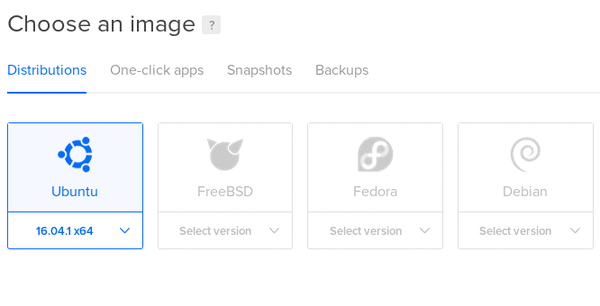 Choose an image ?
Distributions One-click apps Snapshots Backups
Ubuntu FreeBSD Fedora Debian
16.04.1 x64 Select version Select version Select version